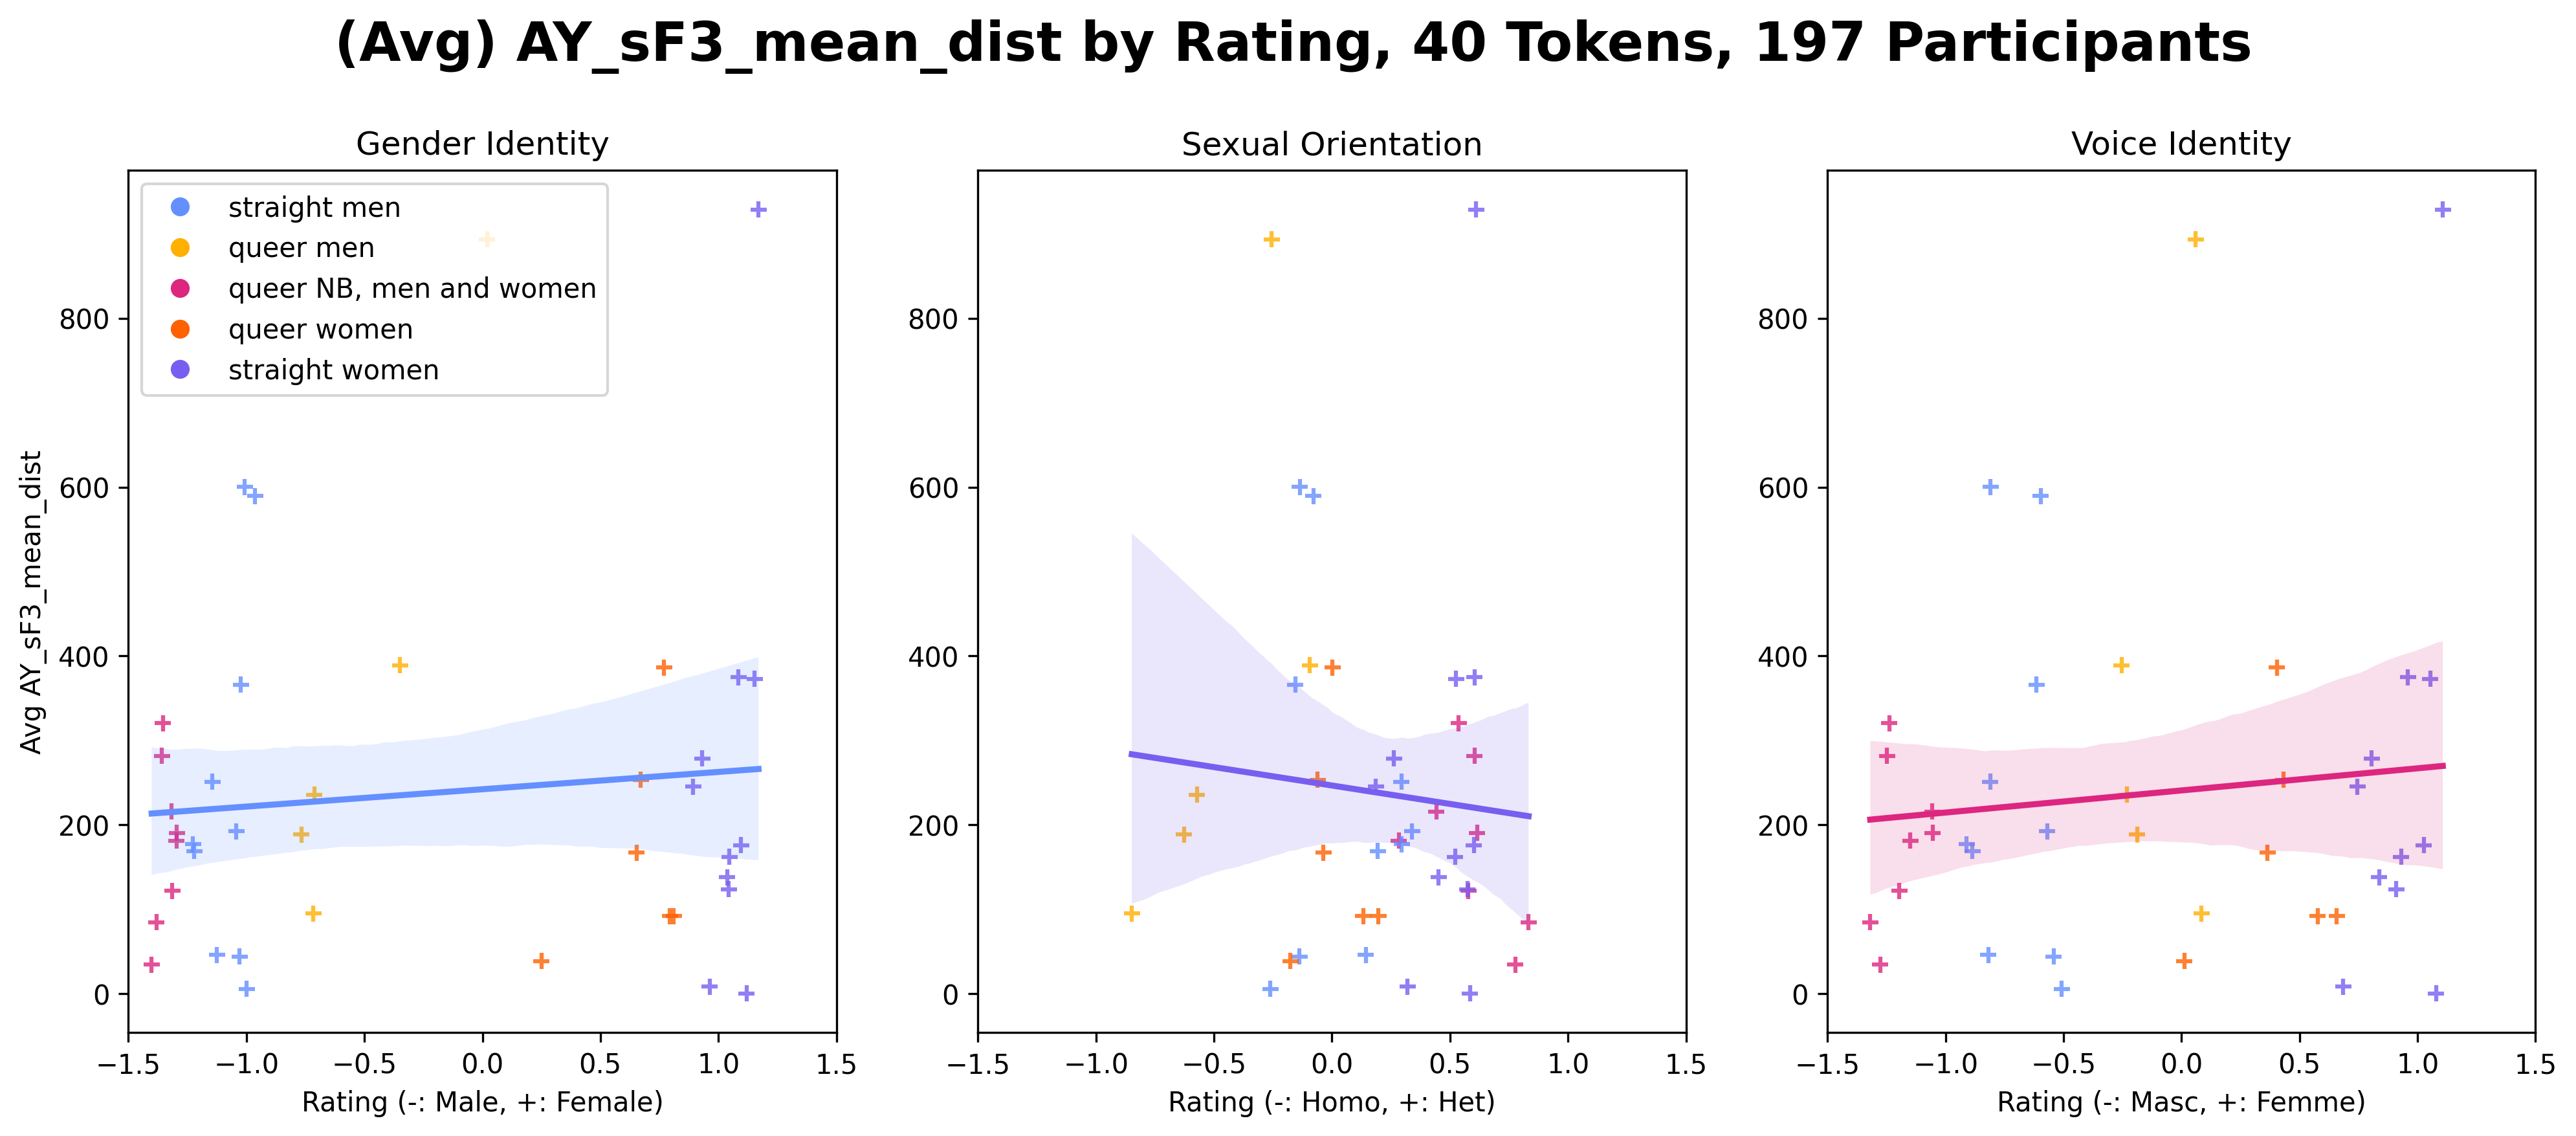 (Avg) AY_sF3_mean_dist by Rating, 40 Tokens, 197 Participants
Gender Identity
straight men
queer men
queer NB, men and women
queer women
straight women
Avg AY_sF3_mean_dist
800
600
400
200
0
−1.5 −1.0 −0.5 0.0 0.5 1.0 1.5
Rating (-: Male, +: Female)
Sexual Orientation
800
600
400
200
0
−1.5 −1.0 −0.5 0.0 0.5 1.0 1.5
Rating (-: Homo, +: Het)
Voice Identity
800
600
400
200
0
−1.5 −1.0 −0.5 0.0 0.5 1.0 1.5
Rating (-: Masc, +: Femme)